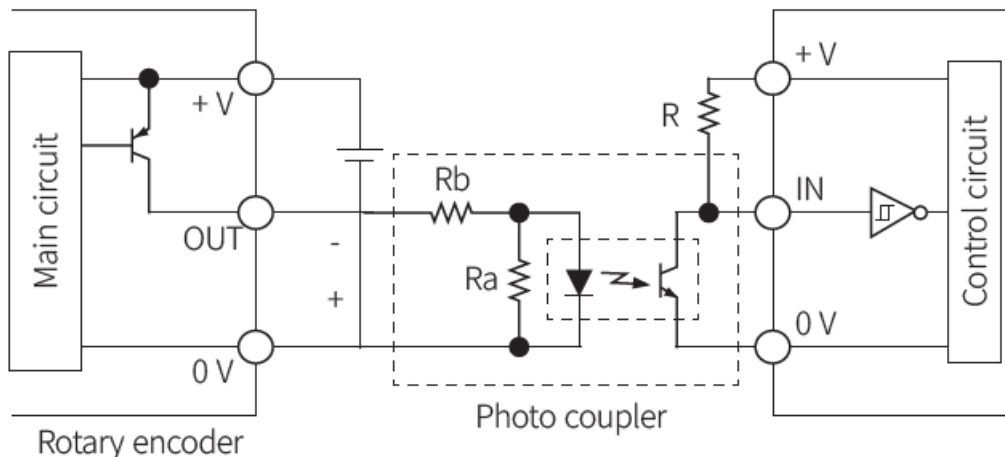 Main circuit
+ V
OUT
0 V
-
+
Rb
Ra
R
+ V
IN
0 V
Control circuit
Photo coupler
Rotary encoder